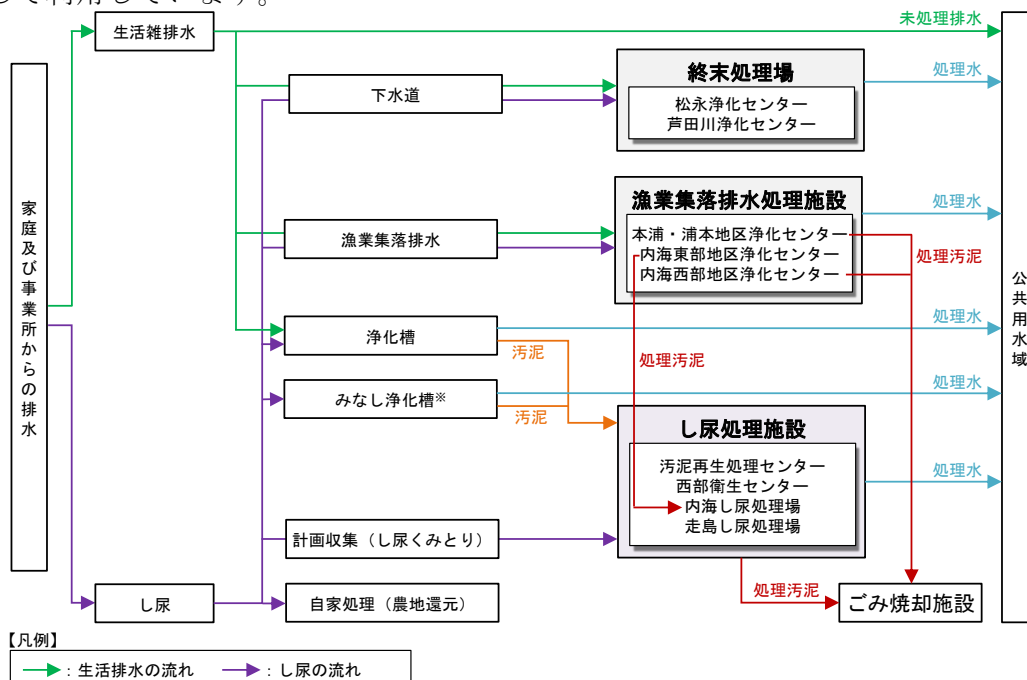 して利用しています。
生活雑排水
未処理排水
家庭及び事業所からの排水
下水道
終末処理場
松永浄化センター
芦田川浄化センター
処理水
漁業集落排水
漁業集落排水処理施設
本浦・浦本地区浄化センター
内海東部地区浄化センター
内海西部地区浄化センター
処理水
処理汚泥
公共用水域
浄化槽
汚泥
処理汚泥
処理水
みなし浄化槽※
汚泥
処理水
し尿処理施設
汚泥再生処理センター
西部衛生センター
内海し尿処理場
走島し尿処理場
処理水
計画収集（し尿くみとり）
し尿
自家処理（農地還元）
処理汚泥
ごみ焼却施設
【凡例】
：生活排水の流れ ：し尿の流れ